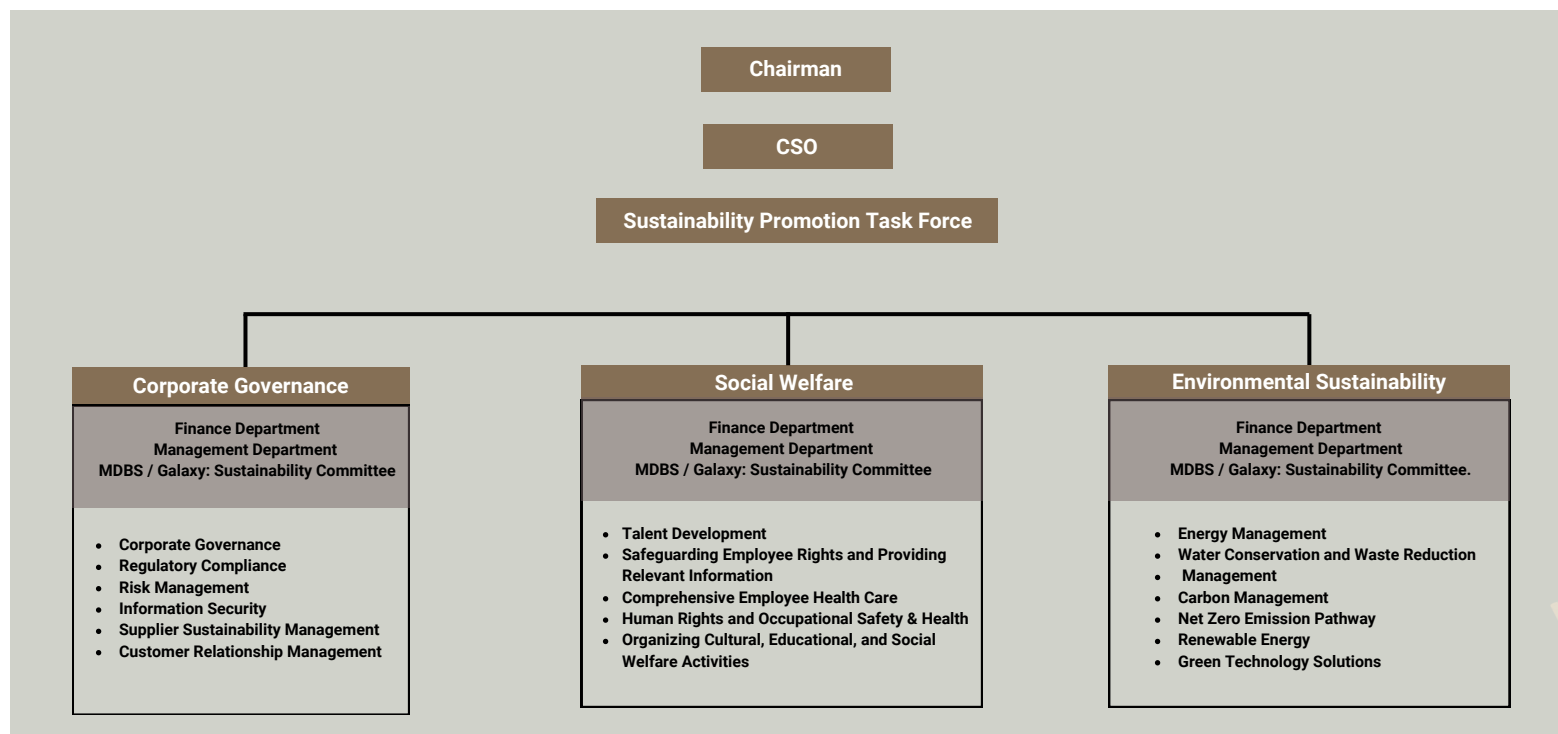 Chairman
CSO
Sustainability Promotion Task Force
Corporate Governance
Finance Department
Management Department
MDBS / Galaxy: Sustainability Committee
• Corporate Governance
• Regulatory Compliance
• Risk Management
• Information Security
• Supplier Sustainability Management
• Customer Relationship Management
Social Welfare
Finance Department
Management Department
MDBS / Galaxy: Sustainability Committee
• Talent Development
• Safeguarding Employee Rights and Providing
Relevant Information
• Comprehensive Employee Health Care
• Human Rights and Occupational Safety & Health
• Organizing Cultural, Educational, and Social
Welfare Activities
Environmental Sustainability
Finance Department
Management Department
MDBS / Galaxy: Sustainability Committee.
• Energy Management
• Water Conservation and Waste Reduction
• Management
• Carbon Management
• Net Zero Emission Pathway
• Renewable Energy
• Green Technology Solutions